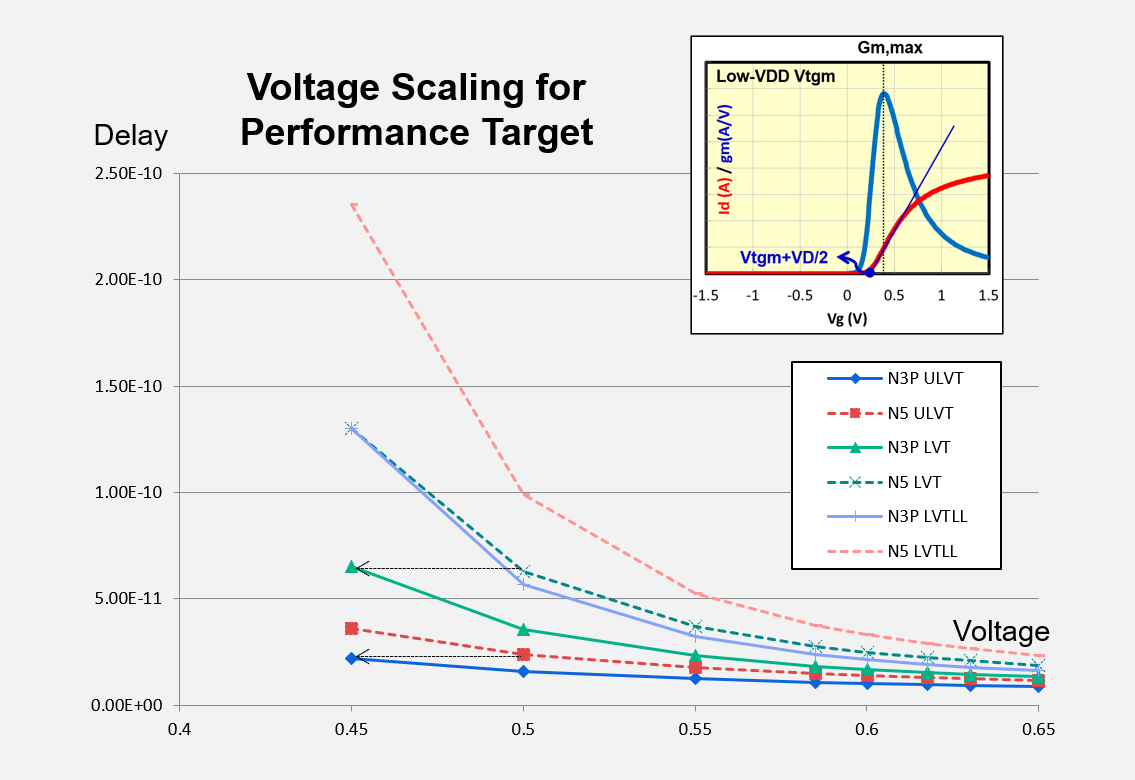 Voltage Scaling for
Performance Target
Delay
2.50E-10
2.00E-10
1.50E-10
1.00E-10
5.00E-11
0.00E+00
0.4
0.45
0.5
0.55
0.6
0.65
Voltage
Gm,max
Low-VDD Vtgm
Id (A) / gm(A/V)
Vtgm+VD/2
-1.5
-1
-0.5
0
0.5
1
1.5
Vg (V)
N3P ULVT
N5 ULVT
N3P LVT
N5 LVT
N3P LVTLL
N5 LVTLL